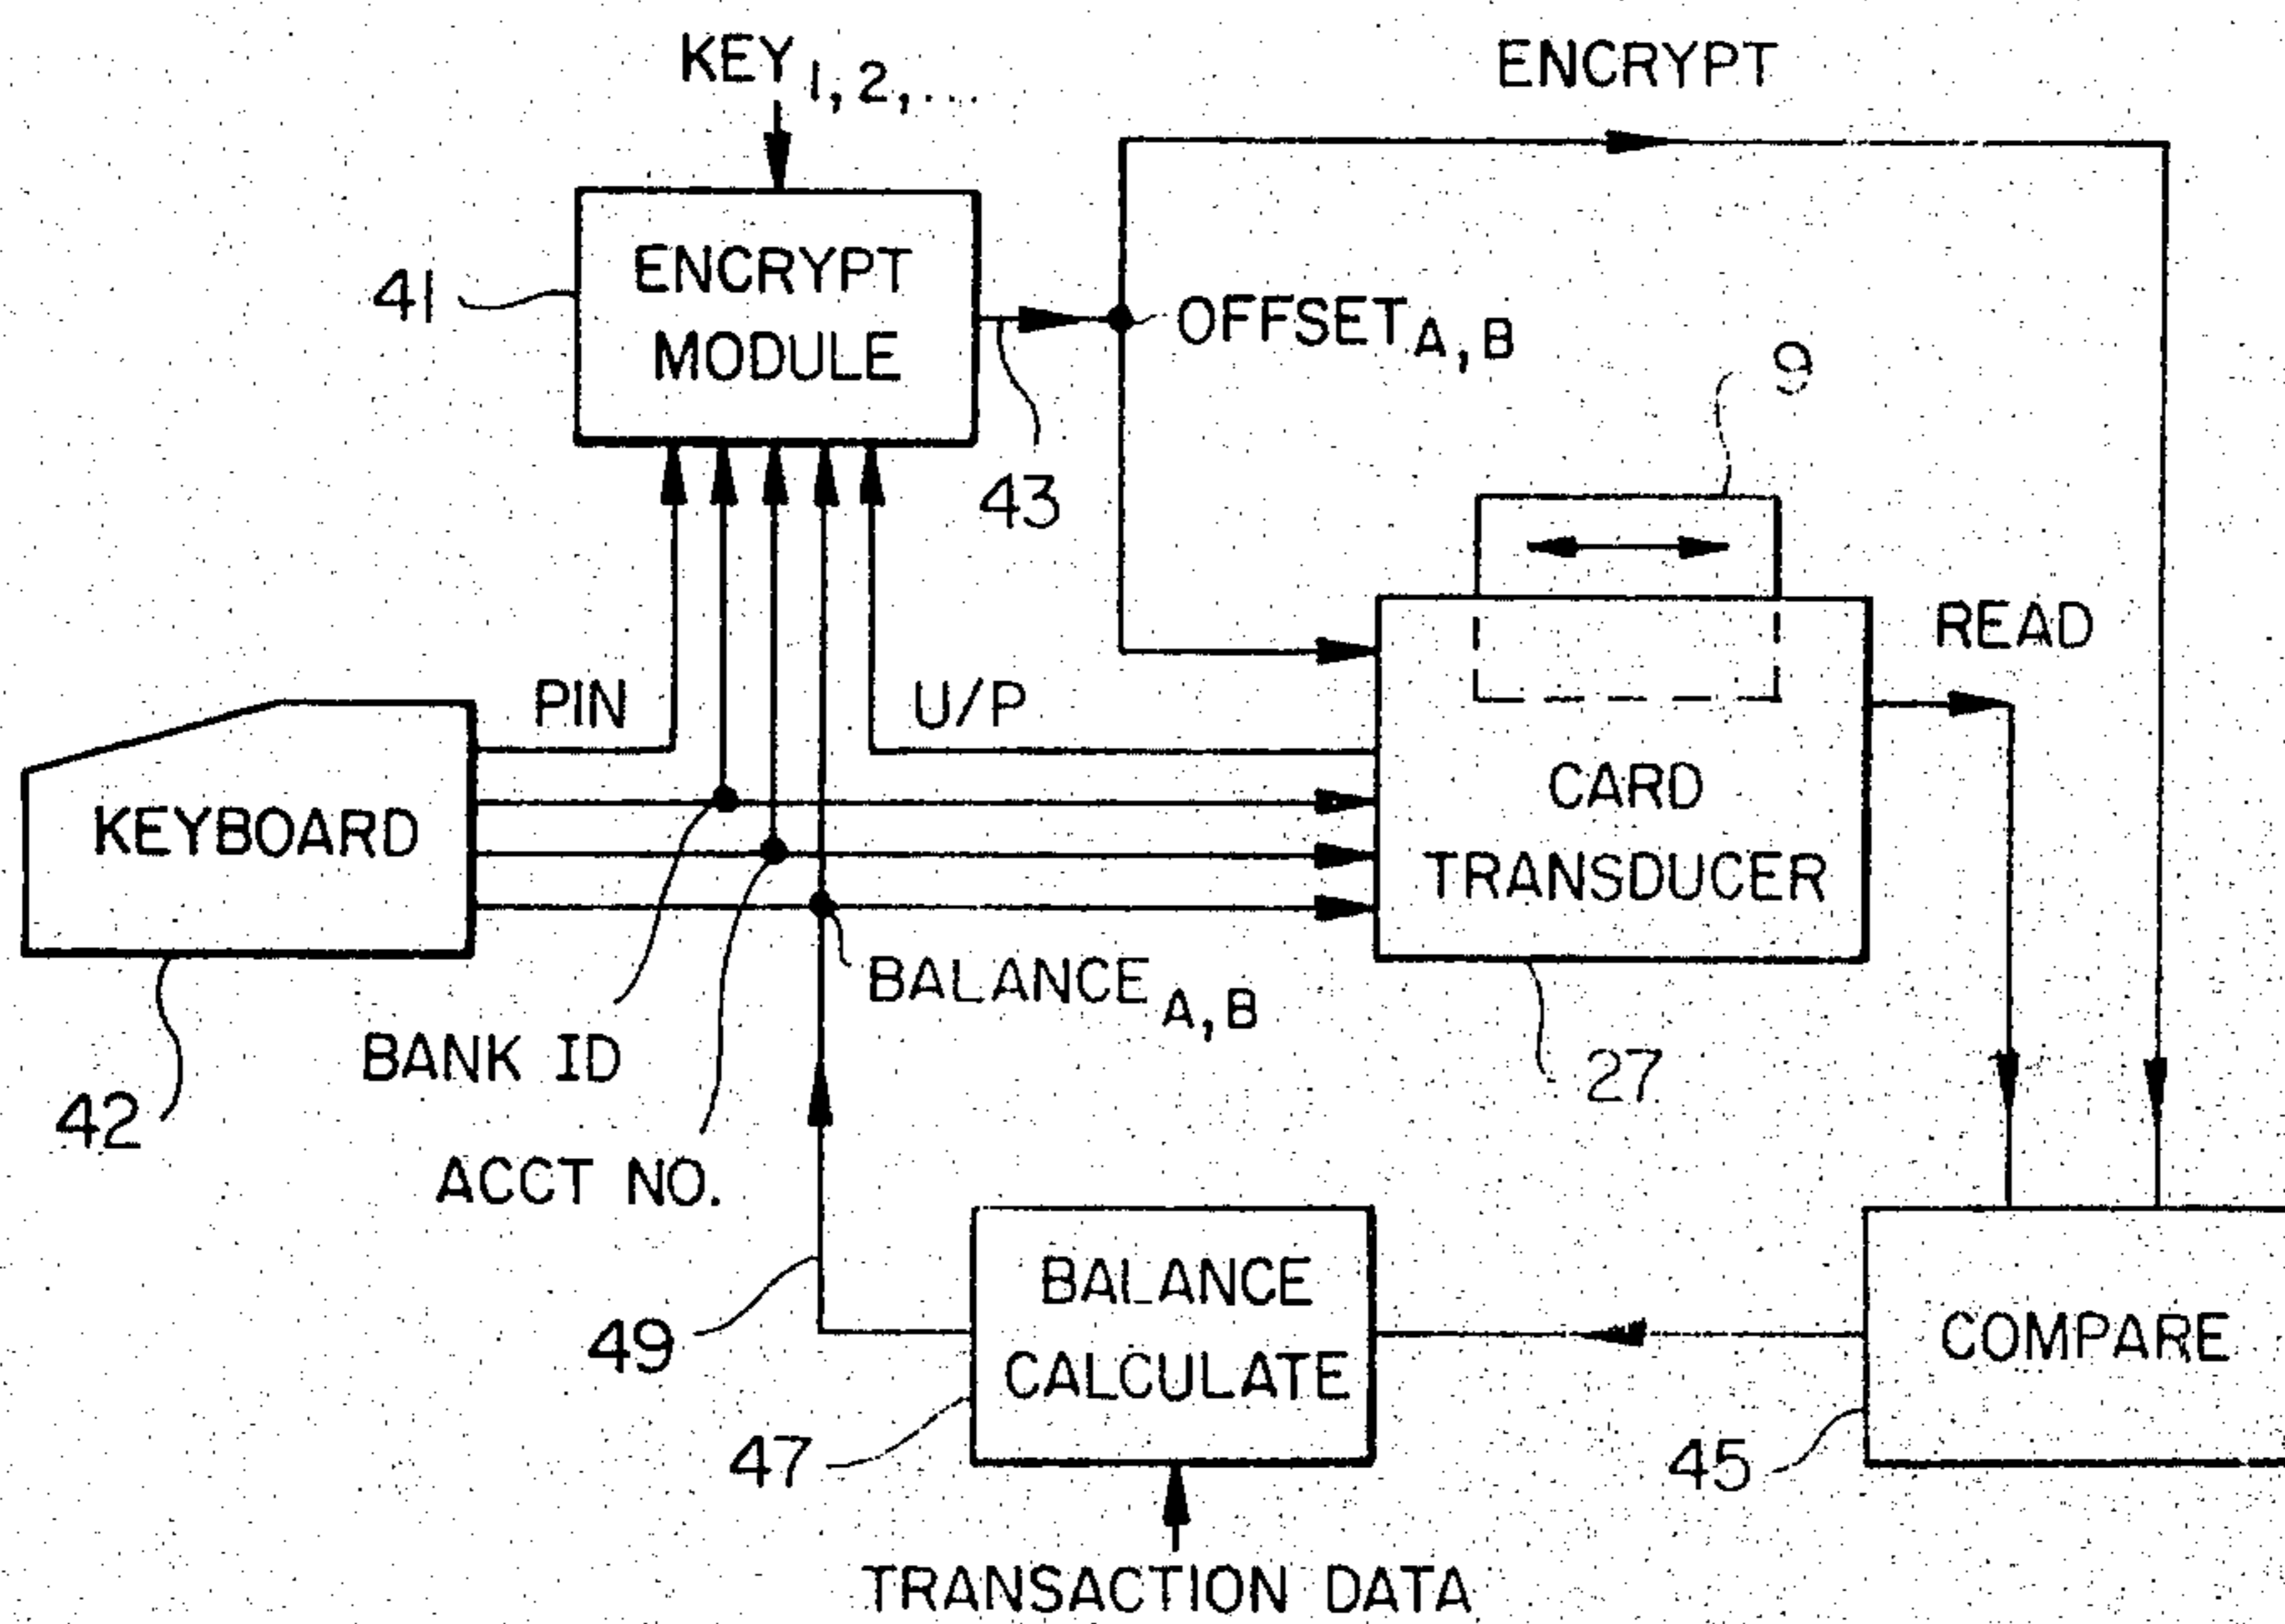 KEY 1, 2, ...
ENCRYPT
41
ENCRYPT
MODULE
OFFSET A, B
43
9
PIN
U/P
READ
KEYBOARD
CARD
TRANSDUCER
BALANCE A, B
BANK ID
42
27
ACCT NO.
49
BALANCE
CALCULATE
COMPARE
47
45
TRANSACTION DATA